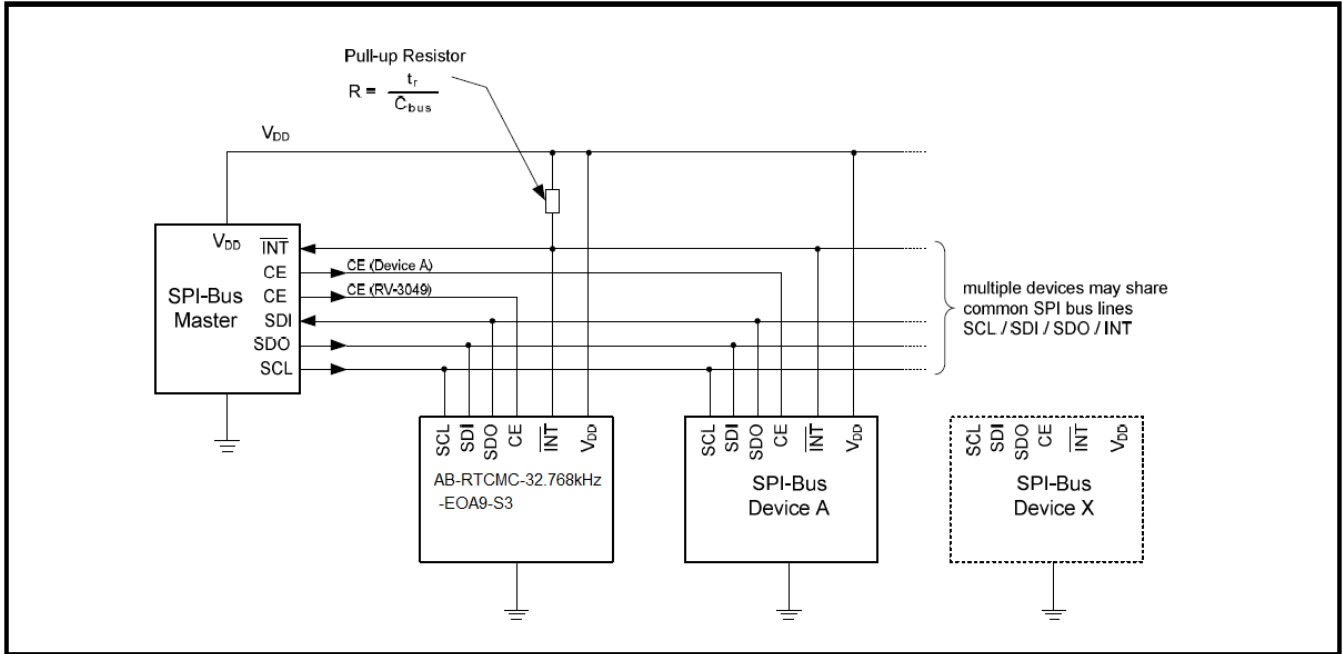 Pull-up Resistor
R = tr / Cbus
VDD
VDD
INT
CE
CE
SDI
SDO
SCL
SPI-Bus
Master
CE (Device A)
CE (RV-3049)
multiple devices may share
common SPI bus lines
SCL / SDI / SDO / INT
SCL
SDI
SDO
CE
INT
VDD
AB-RTCMC-32.768kHz
-EOA9-S3
SCL
SDI
SDO
CE
INT
VDD
SPI-Bus
Device A
SCL
SDI
SDO
CE
INT
VDD
SPI-Bus
Device X